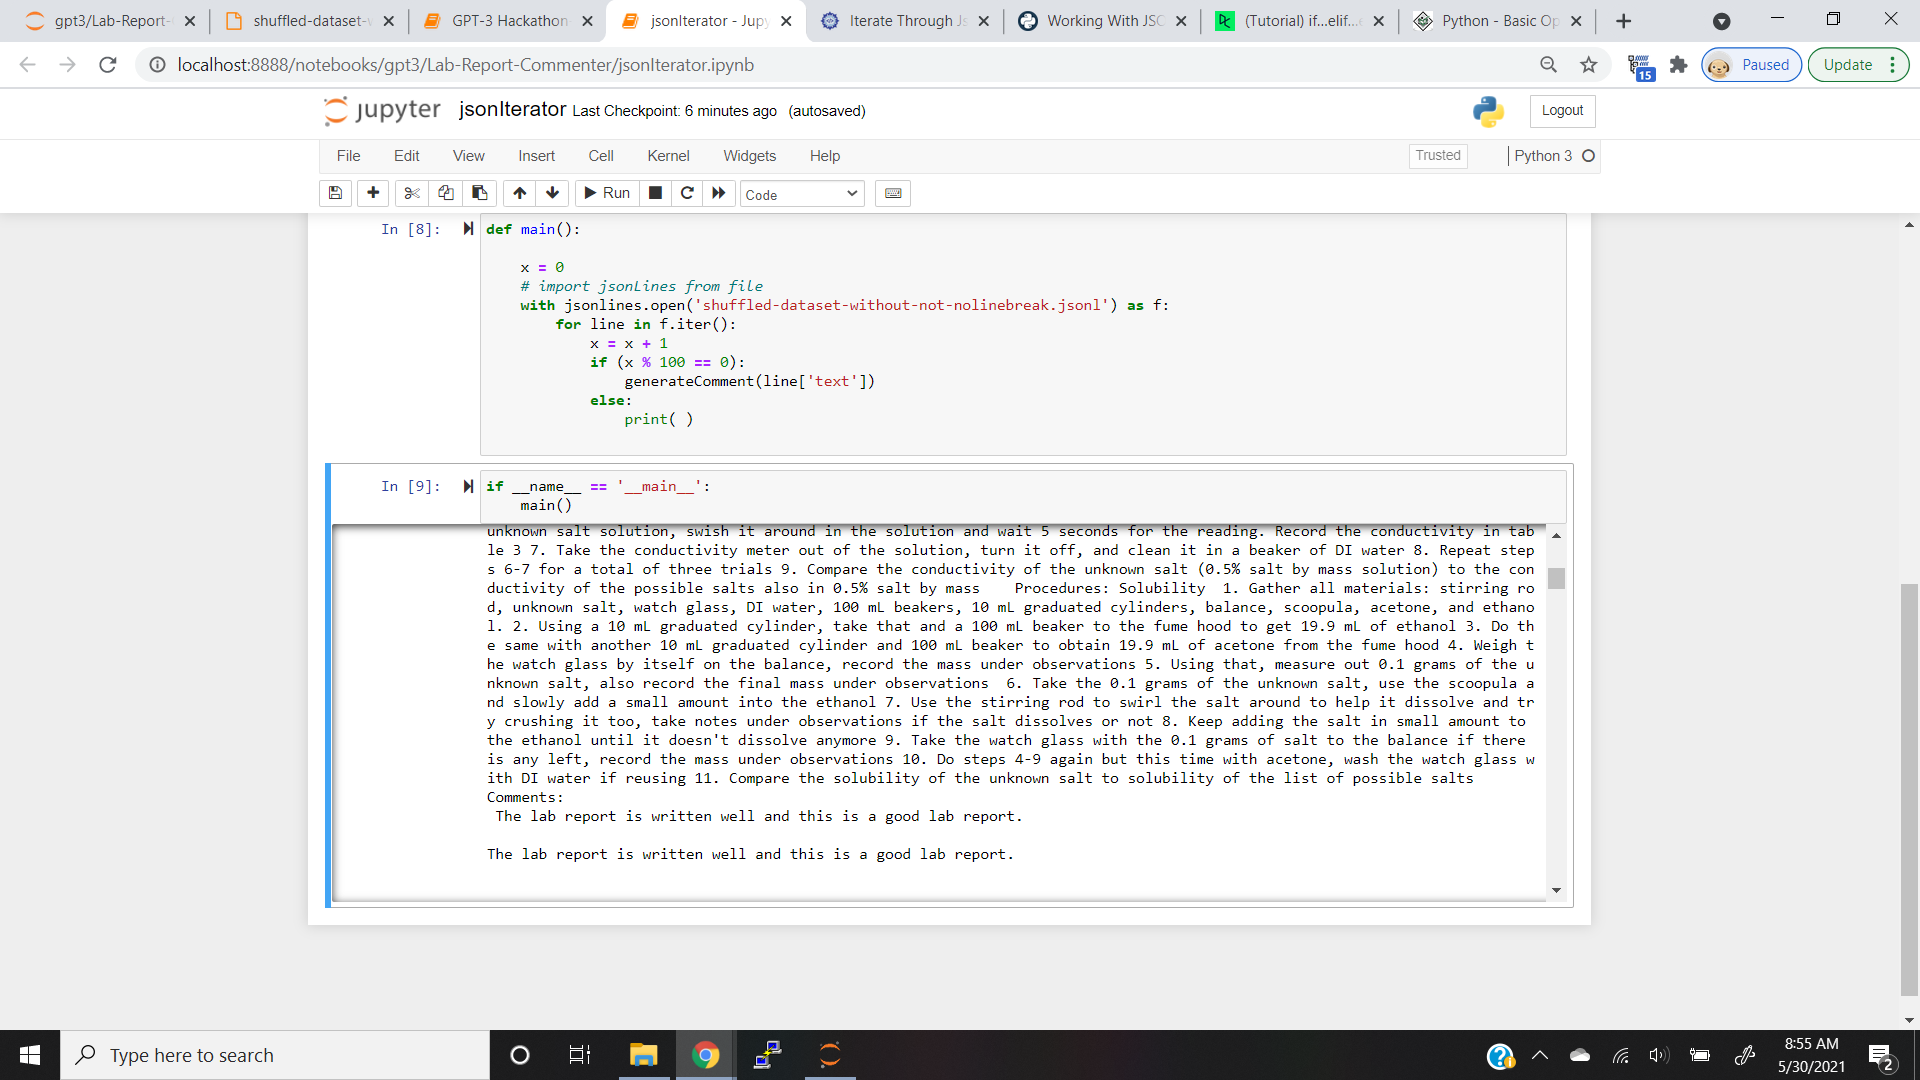 gpt3/Lab-Report-
shuffled-dataset-w
GPT-3 Hackathon
jsonIterator - Jupy
Iterate Through Js
Working With JSO
(Tutorial) if...elif...e
Python - Basic Op
localhost:8888/notebooks/gpt3/Lab-Report-Commenter/jsonIterator.ipynb
15
Paused
Update
jupyter jsonIterator Last Checkpoint: 6 minutes ago (autosaved)
Logout
File Edit View Insert Cell Kernel Widgets Help
Trusted
Python 3
Run
Code
In [8]:
def main():
x = 0
# import jsonLines from file
with jsonlines.open('shuffled-dataset-without-not-nolinebreak.jsonl') as f:
for line in f.iter():
x = x + 1
if (x % 100 == 0):
generateComment(line['text'])
else:
print( )
In [9]:
if __name__ == '__main__':
main()
unknown salt solution, swish it around in the solution and wait 5 seconds for the reading. Record the conductivity in tab
le 3 7. Take the conductivity meter out of the solution, turn it off, and clean it in a beaker of DI water 8. Repeat step
s 6-7 for a total of three trials 9. Compare the conductivity of the unknown salt (0.5% salt by mass solution) to the con
ductivity of the possible salts also in 0.5% salt by mass    Procedures: Solubility  1. Gather all materials: stirring ro
d, unknown salt, watch glass, DI water, 100 mL beakers, 10 mL graduated cylinders, balance, scoopula, acetone, and ethano
l. 2. Using a 10 mL graduated cylinder, take that and a 100 mL beaker to the fume hood to get 19.9 mL of ethanol 3. Do th
e same with another 10 mL graduated cylinder and 100 mL beaker to obtain 19.9 mL of acetone from the fume hood 4. Weigh t
he watch glass by itself on the balance, record the mass under observations 5. Using that, measure out 0.1 grams of the u
nknown salt, also record the final mass under observations  6. Take the 0.1 grams of the unknown salt, use the scoopula a
nd slowly add a small amount into the ethanol 7. Use the stirring rod to swirl the salt around to help it dissolve and tr
y crushing it too, take notes under observations if the salt dissolves or not 8. Keep adding the salt in small amount to
the ethanol until it doesn't dissolve anymore 9. Take the watch glass with the 0.1 grams of salt to the balance if there
is any left, record the mass under observations 10. Do steps 4-9 again but this time with acetone, wash the watch glass w
ith DI water if reusing 11. Compare the solubility of the unknown salt to solubility of the list of possible salts
Comments:
The lab report is written well and this is a good lab report.
The lab report is written well and this is a good lab report.
Type here to search
8:55 AM
5/30/2021
2